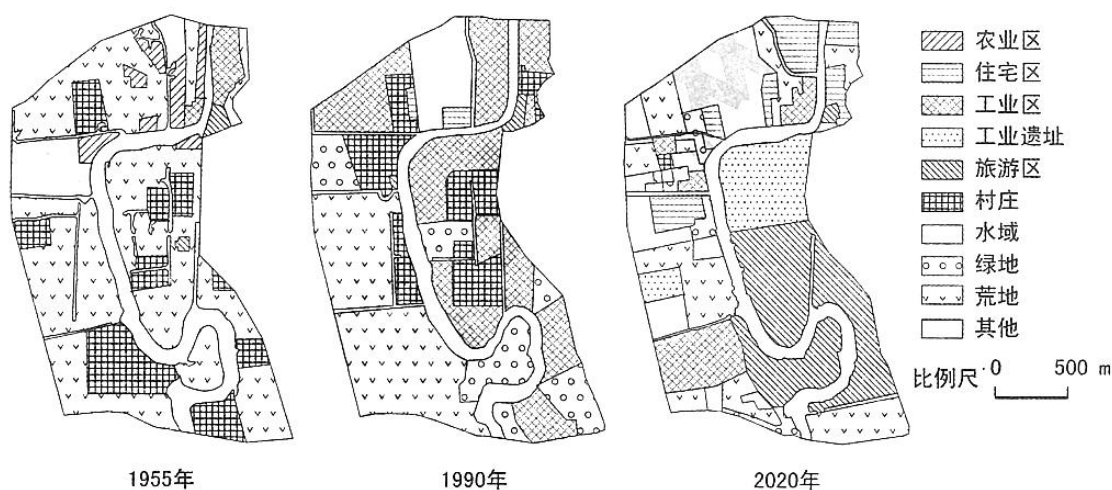 农业区
住宅区
工业区
工业遗址
旅游区
村庄
水域
绿地
荒地
其他
比例尺 0 500 m
1955年 1990年 2020年